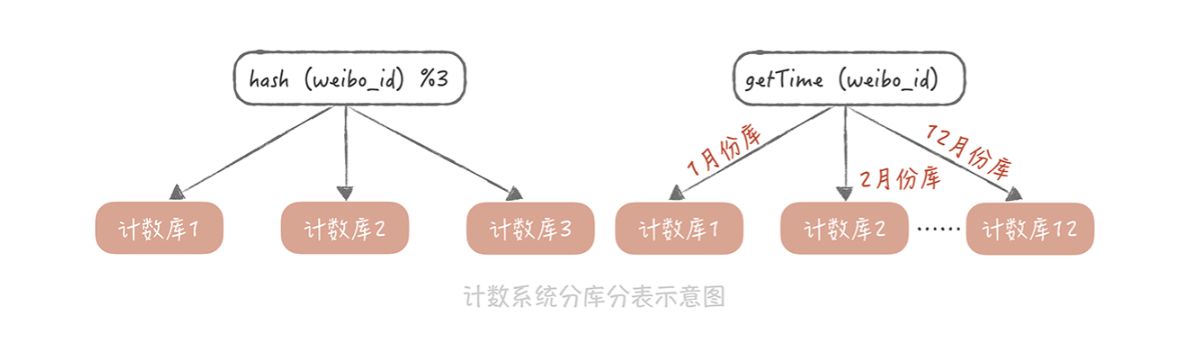 hash (weibo_id) %3
getTime (weibo_id)
1月份库
2月份库
12月份库
计数库1
计数库2
计数库3
计数库1
计数库2
······
计数库12
计数系统分库分表示意图